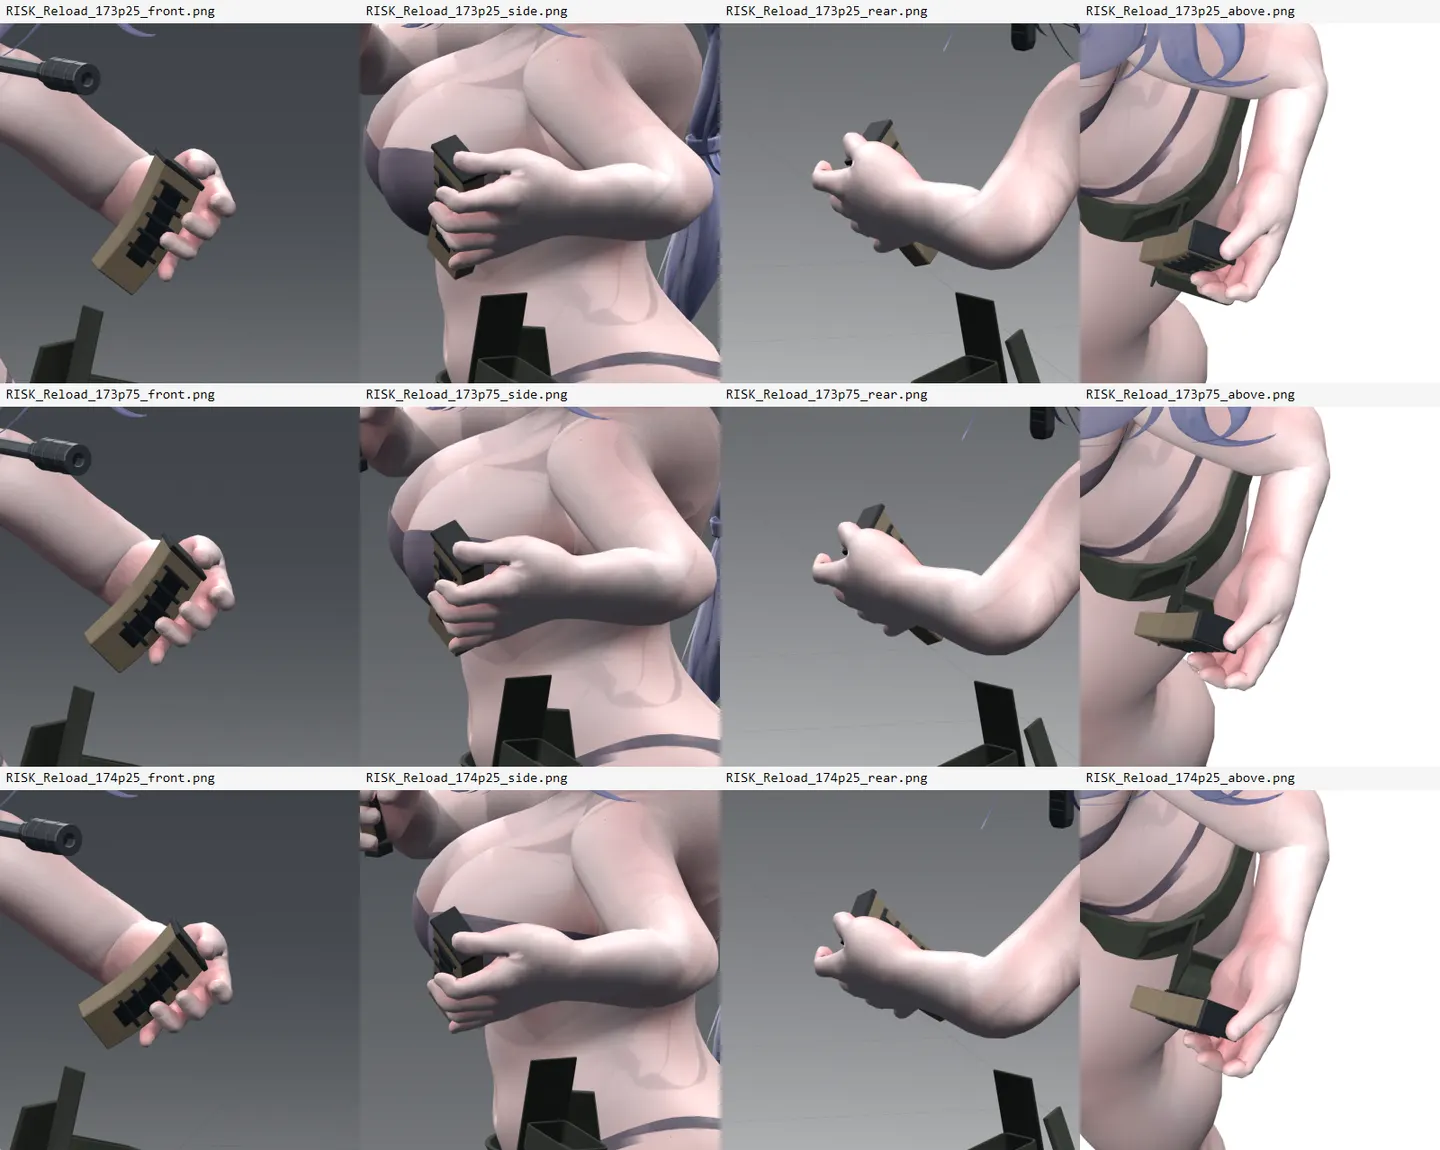 RISK_Reload_173p25_front.png
RISK_Reload_173p25_side.png
RISK_Reload_173p25_rear.png
RISK_Reload_173p25_above.png
RISK_Reload_173p75_front.png
RISK_Reload_173p75_side.png
RISK_Reload_173p75_rear.png
RISK_Reload_173p75_above.png
RISK_Reload_174p25_front.png
RISK_Reload_174p25_side.png
RISK_Reload_174p25_rear.png
RISK_Reload_174p25_above.png